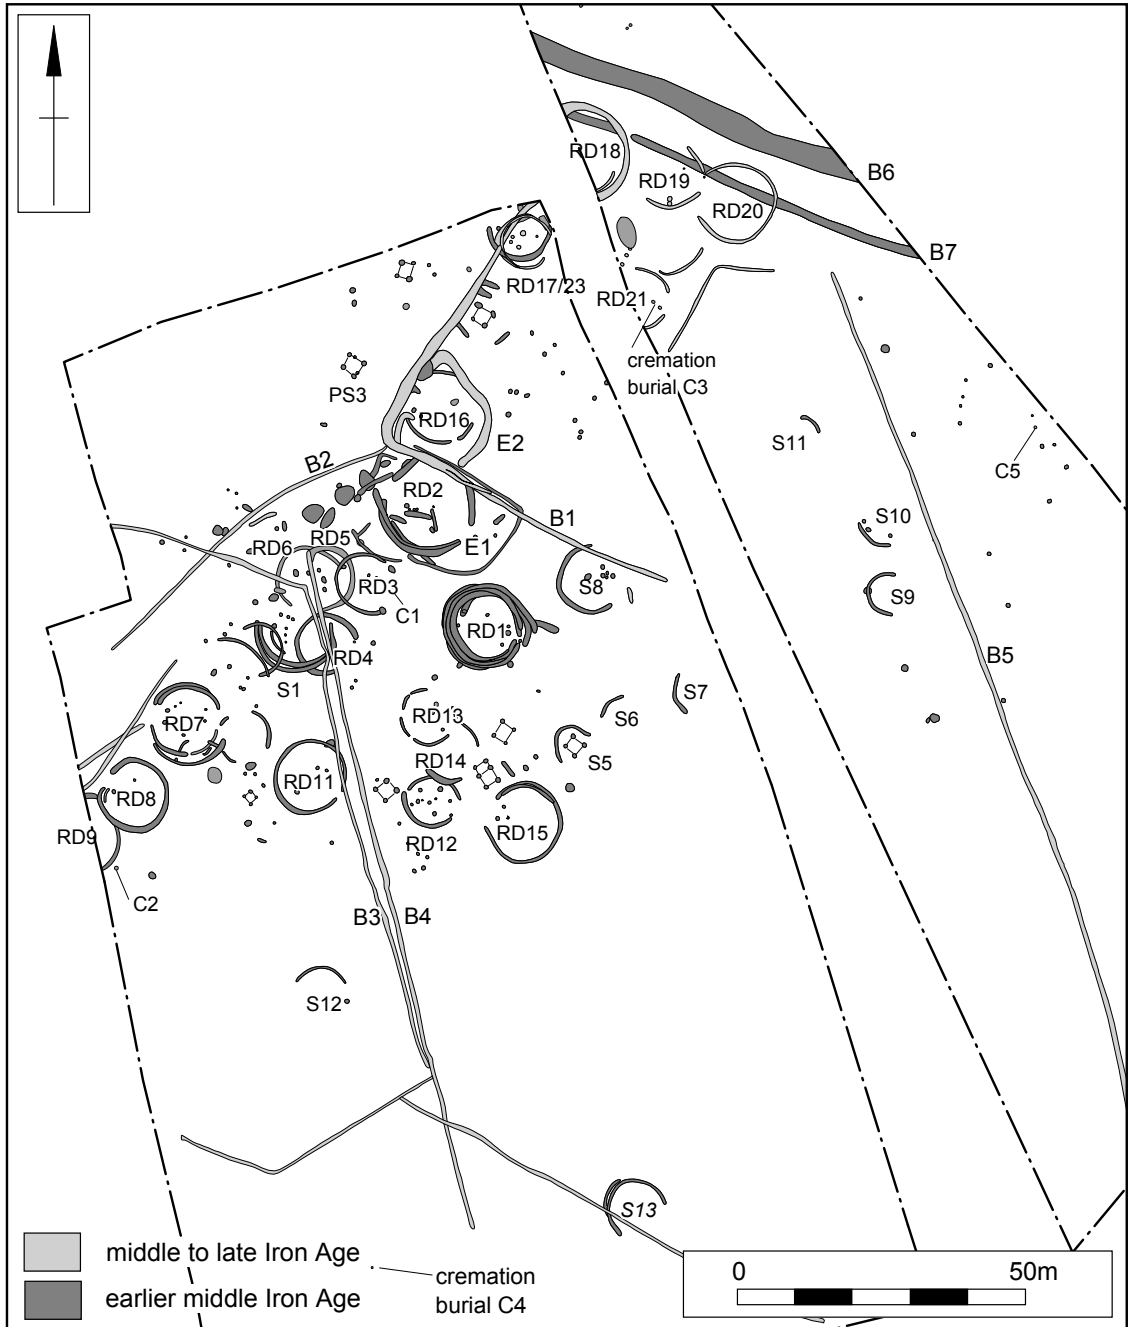 B6
RD18
RD19
RD20
B7
RD17/23
RD21
cremation
burial C3
PS3
RD16
E2
S11
B2
C5
RD2
B1
S10
RD5
E1
RD6
RD3
S8
S9
C1
RD1
RD4
B5
S1
S7
RD7
RD13
S6
RD14
S5
RD11
RD8
RD15
RD9
RD12
C2
B3
B4
S12
S13
middle to late Iron Age
cremation
burial C4
earlier middle Iron Age
0
50m